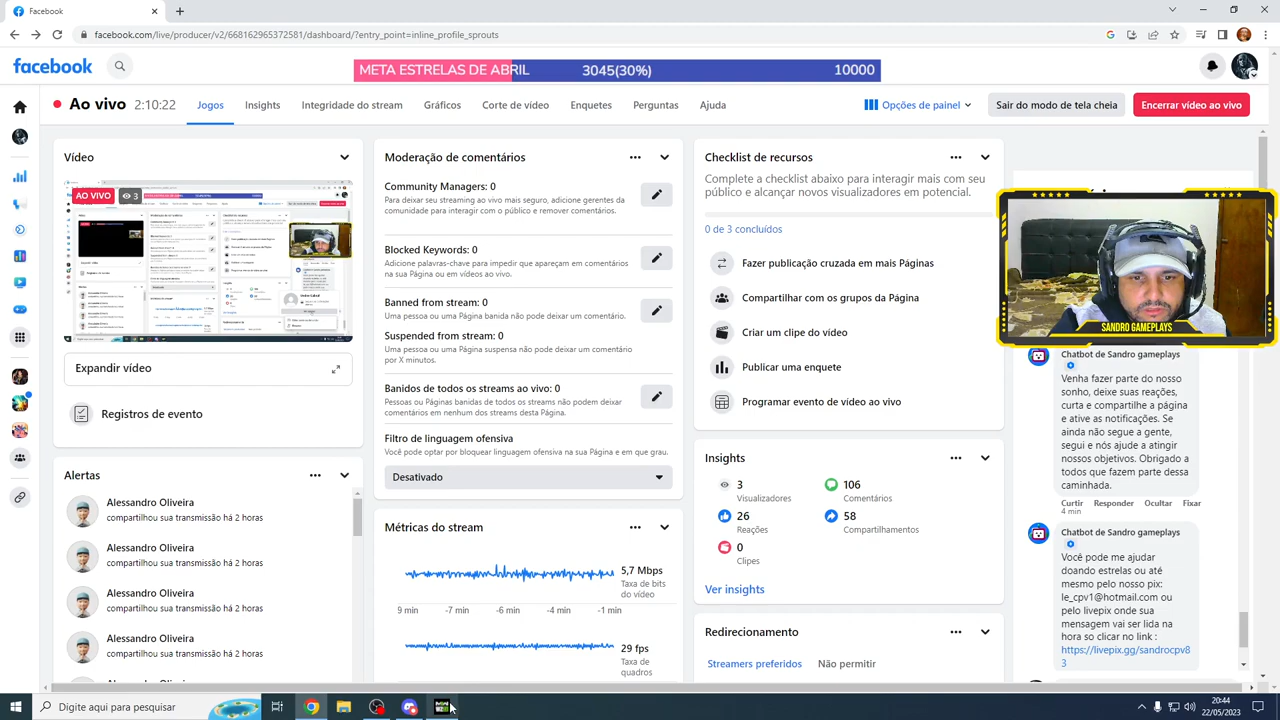 Facebook
facebook.com/live/producer/v2/668162965372581/dashboard/?entry_point=inline_profile_sprouts
facebook
META ESTRELAS DE ABRIL 3045(30%) 10000
Ao vivo 2:10:22
Jogos
Insights
Integridade do stream
Gráficos
Corte de vídeo
Enquetes
Perguntas
Ajuda
Opções de painel
Sair do modo de tela cheia
Encerrar vídeo ao vivo
Vídeo
AO VIVO 3
Expandir vídeo
Registros de evento
Alertas
Alessandro Oliveira
compartilhou sua transmissão há 2 horas
Alessandro Oliveira
compartilhou sua transmissão há 2 horas
Alessandro Oliveira
compartilhou sua transmissão há 2 horas
Alessandro Oliveira
compartilhou sua transmissão há 2 horas
Moderação de comentários
Community Managers: 0
Para deixar seu streaming ao vivo mais seguro, adicione gerentes da
comunidade para interagir com o público e remover comentários.
Blocked Keywords: 0
Adicione palavras-chave para impedir que apareçam em comentários
na sua Página ou em vídeos ao vivo.
Banned from stream: 0
Uma pessoa ou uma Página banida não pode deixar um comentário.
Suspended from stream: 0
Uma pessoa ou uma Página suspensa não pode deixar um comentário
por X minutos.
Banidos de todos os streams ao vivo: 0
Pessoas ou Páginas banidas de todos os streams não podem deixar
comentários em nenhum dos streams desta Página.
Filtro de linguagem ofensiva
Você pode optar por bloquear linguagem ofensiva na sua Página e em que grau.
Desativado
Métricas do stream
5,7 Mbps
Taxa de bits
do vídeo
9 min -7 min -6 min -4 min -1 min
29 fps
Taxa de
quadros
Checklist de recursos
Complete a checklist abaixo para interagir mais com seu
público e alcançar novos visualizadores em potencial.
0 de 3 concluídos
Fazer publicação cruzada em mais Páginas
Compartilhar com os grupos da Página
Criar um clipe do vídeo
Publicar uma enquete
Programar evento de vídeo ao vivo
Insights
3
Visualizadores
106
Comentários
26
Reações
58
Compartilhamentos
0
Clipes
Ver insights
Redirecionamento
Streamers preferidos Não permitir
SANDRO GAMEPLAYS
Chatbot de Sandro gameplays
Venha fazer parte do nosso
sonho, deixe suas reações,
curta e compartilhe a página
e ative as notificações. Se
ainda não segue a gente,
segui e nós ajude a atingir
nossos objetivos. Obrigado a
todos que fazem parte dessa
caminhada.
Curtir Responder Ocultar Fixar
4 min
Chatbot de Sandro gameplays
Você pode me ajudar
doando estrelas ou até
mesmo pelo nosso pix:
le_cpv1@hotmail.com ou
pelo livepix onde sua
mensagem vai ser lida na
hora so clicar no link :
https://livepix.gg/sandrocpv8
3
Digite aqui para pesquisar
20:44
22/05/2023